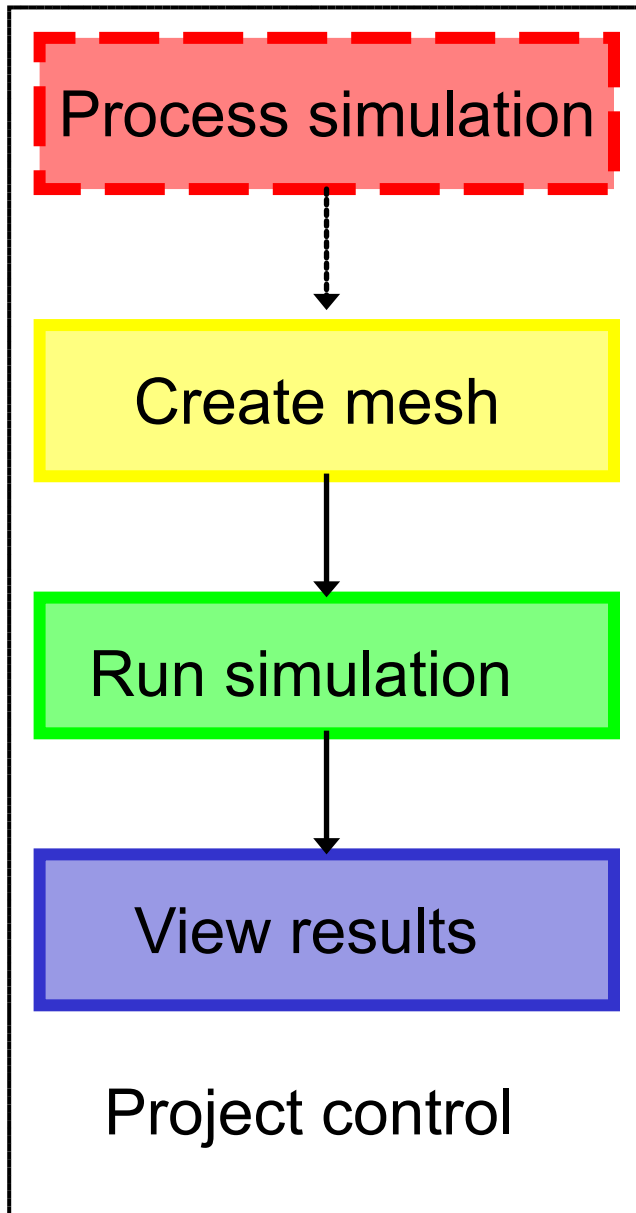 Process simulation
Create mesh
Run simulation
View results
Project control